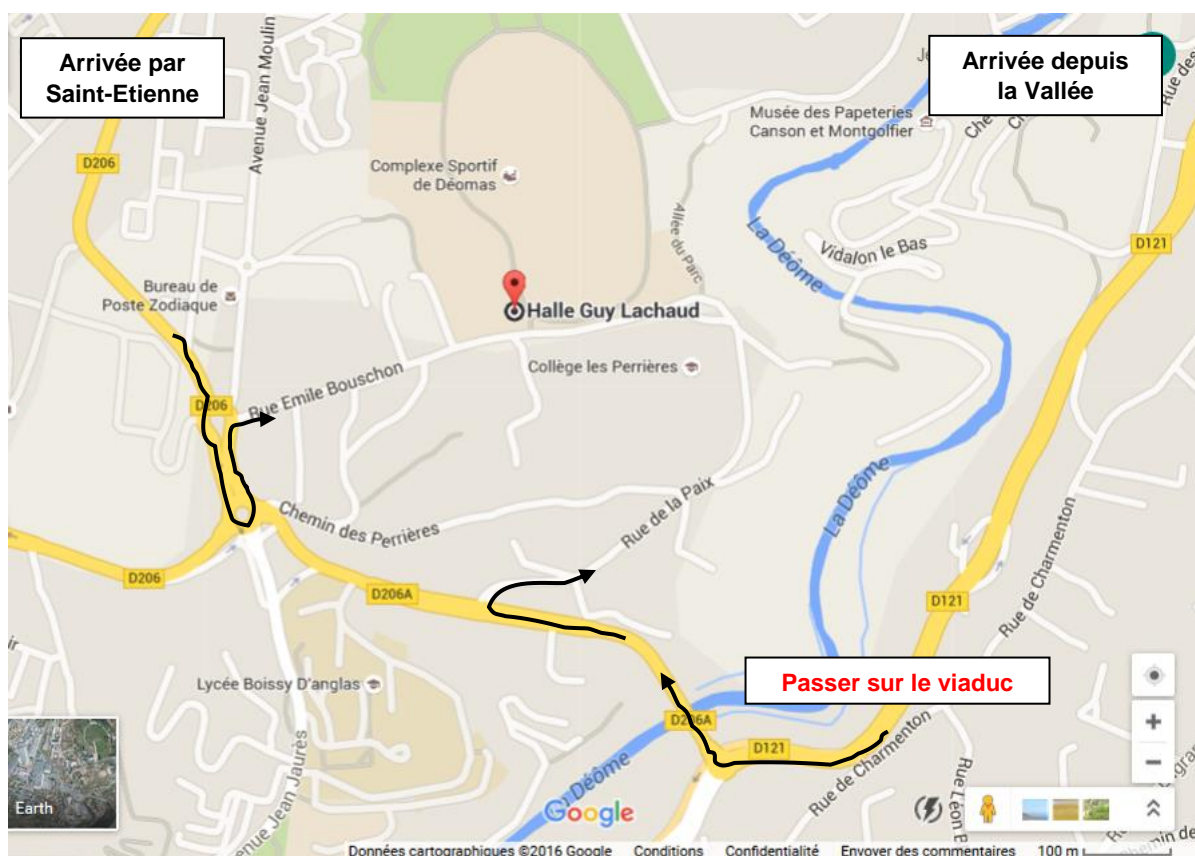 Arrivée par
Saint-Etienne
Arrivée depuis
la Vallée
Avenue Jean Moulin
Rue des
Musée des Papeteries
Canson et Montgolfier
D206
Complexe Sportif
de Déomas
Allée du Parc
La Déôme
Vidalon le Bas
D121
Bureau de
Poste Zodiaque
Halle Guy Lachaud
Collège les Perrières
Rue Emile Bouschon
D206
Chemin des Perrières
Rue de la Paix
La Déôme
D206
D206A
D121
Rue de Charmenton
Lycée Boissy D'anglas
Passer sur le viaduc
D206A
D121
Rue de Charmenton
Avenue Jean Jaurès
La Déôme
Rue Léon
Earth
Google
Données cartographiques ©2016 Google
Conditions
Confidentialité
Envoyer des commentaires
100 m